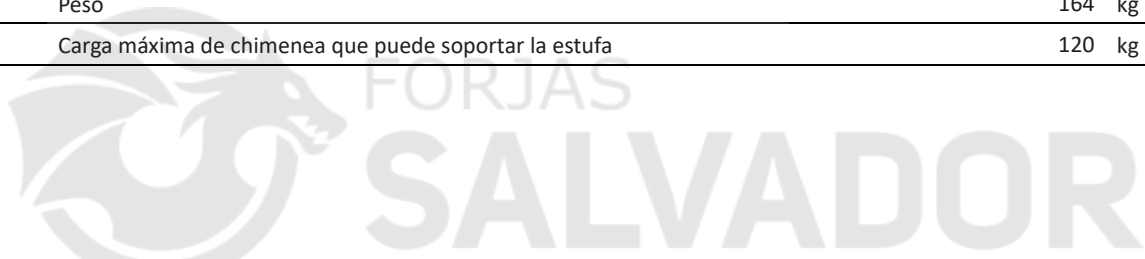 Peso 164 kg
Carga máxima de chimenea que puede soportar la estufa 120 kg
FORJAS
SALVADOR